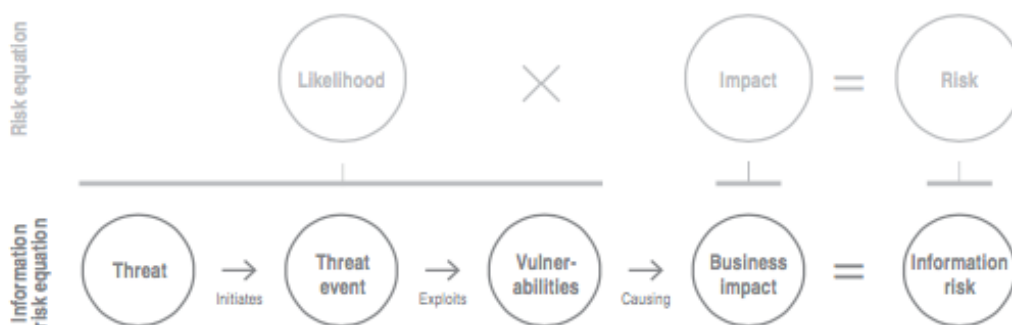 Risk equation
Likelihood
Impact
=
Risk
Information
risk equation
Threat
→
Initiates
Threat
event
→
Exploits
Vulner-
abilities
→
Causing
Business
impact
=
Information
risk